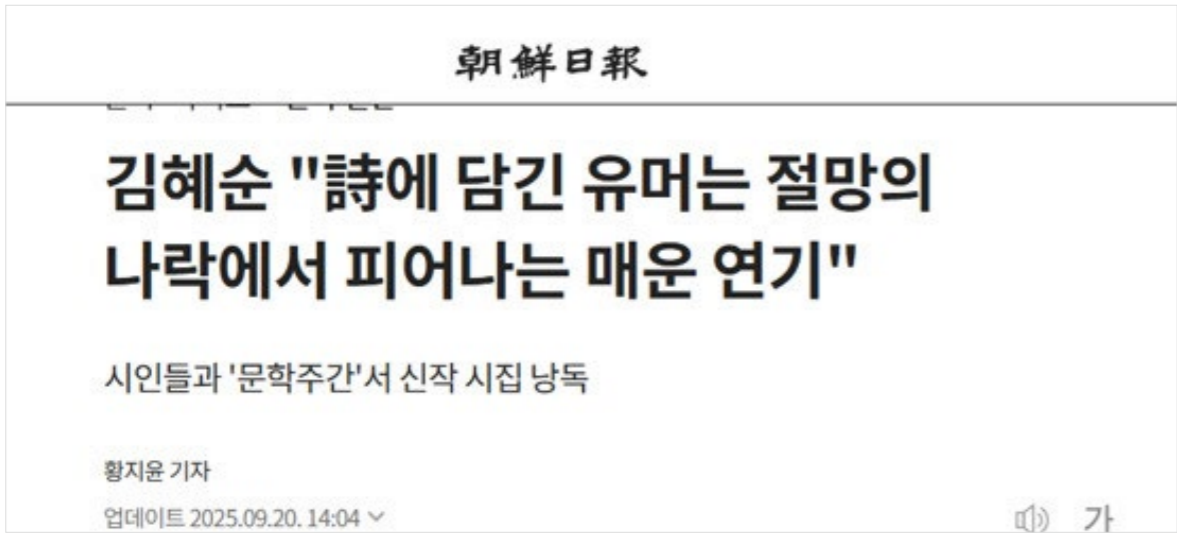 朝鮮日報
김혜순 "詩에 담긴 유머는 절망의
나락에서 피어나는 매운 연기"
시인들과 '문학주간'서 신작 시집 낭독
황지윤 기자
업데이트 2025.09.20. 14:04
가